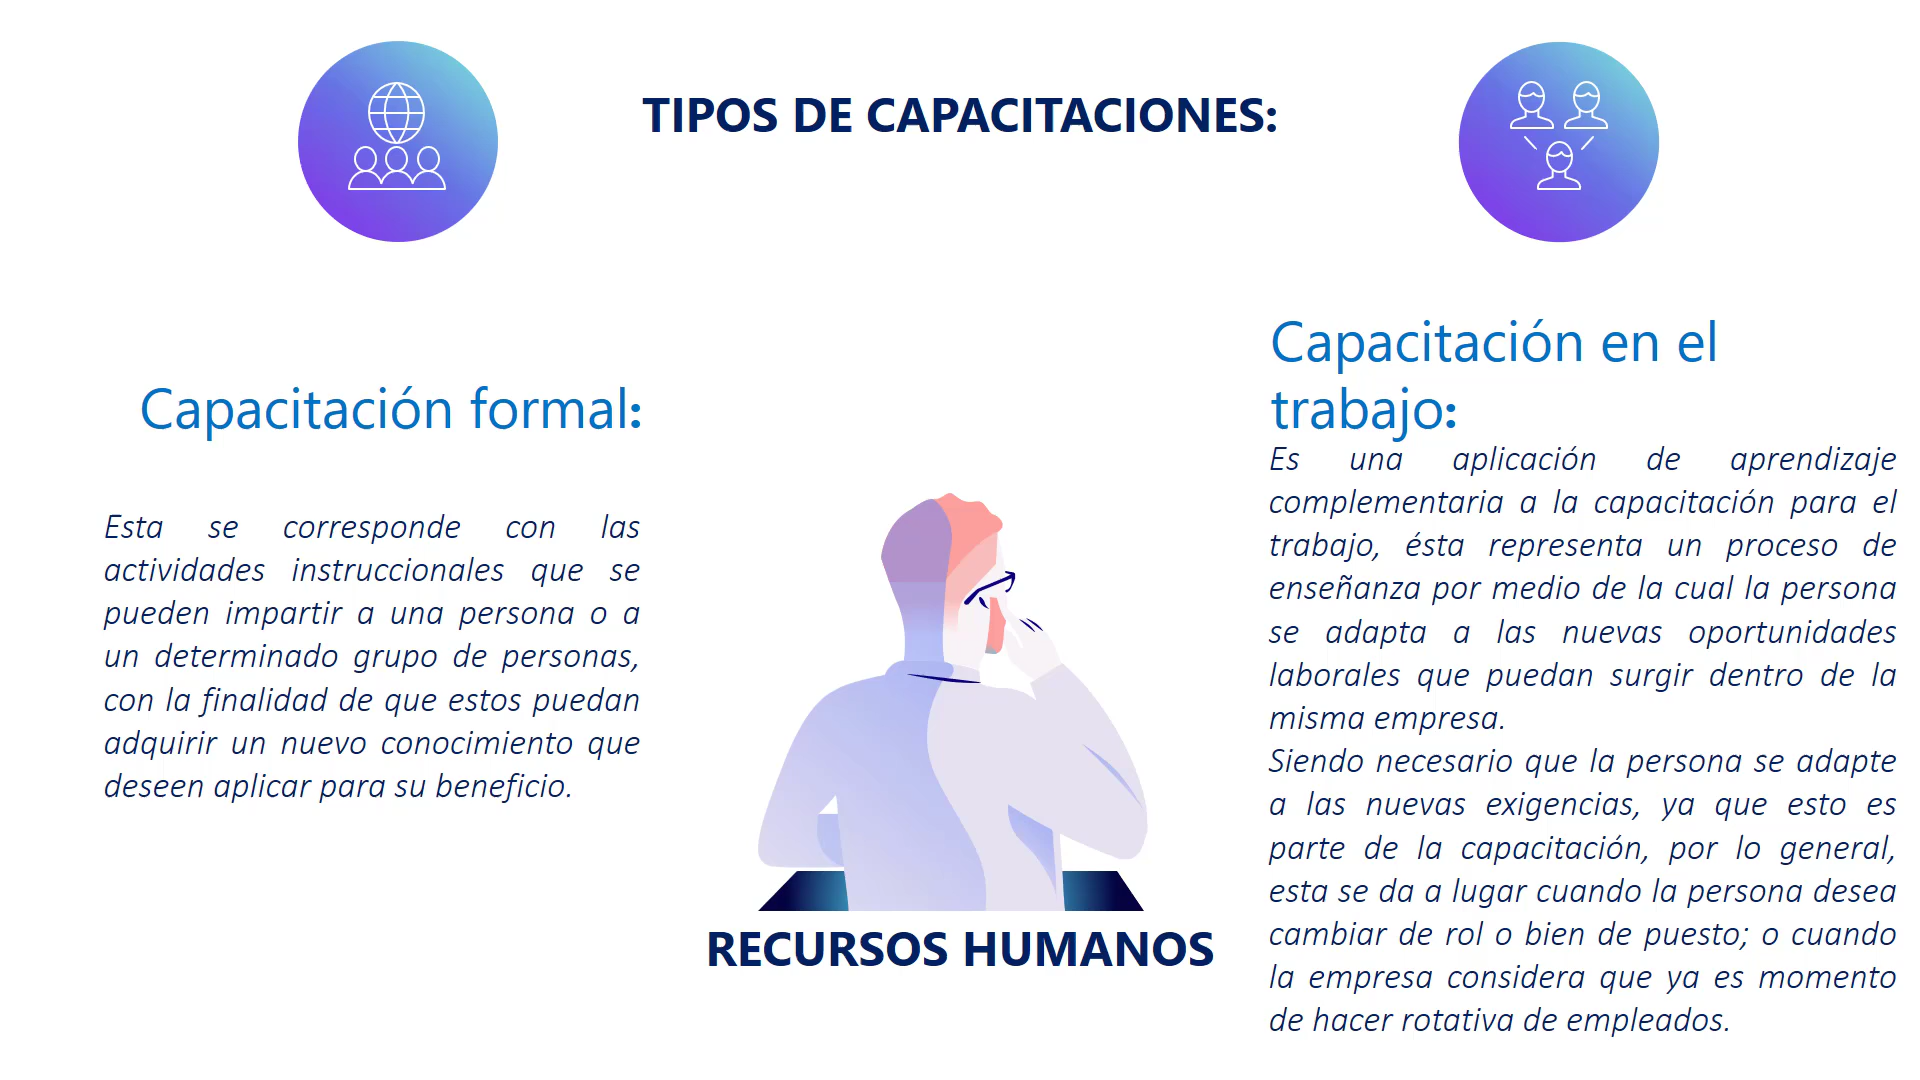 TIPOS DE CAPACITACIONES:
Capacitación formal:
Esta se corresponde con las
actividades instruccionales que se
pueden impartir a una persona o a
un determinado grupo de personas,
con la finalidad de que estos puedan
adquirir un nuevo conocimiento que
deseen aplicar para su beneficio.
Capacitación en el
trabajo:
Es una aplicación de aprendizaje
complementaria a la capacitación para el
trabajo, ésta representa un proceso de
enseñanza por medio de la cual la persona
se adapta a las nuevas oportunidades
laborales que puedan surgir dentro de la
misma empresa.
Siendo necesario que la persona se adapte
a las nuevas exigencias, ya que esto es
parte de la capacitación, por lo general,
esta se da a lugar cuando la persona desea
cambiar de rol o bien de puesto; o cuando
la empresa considera que ya es momento
de hacer rotativa de empleados.
RECURSOS HUMANOS